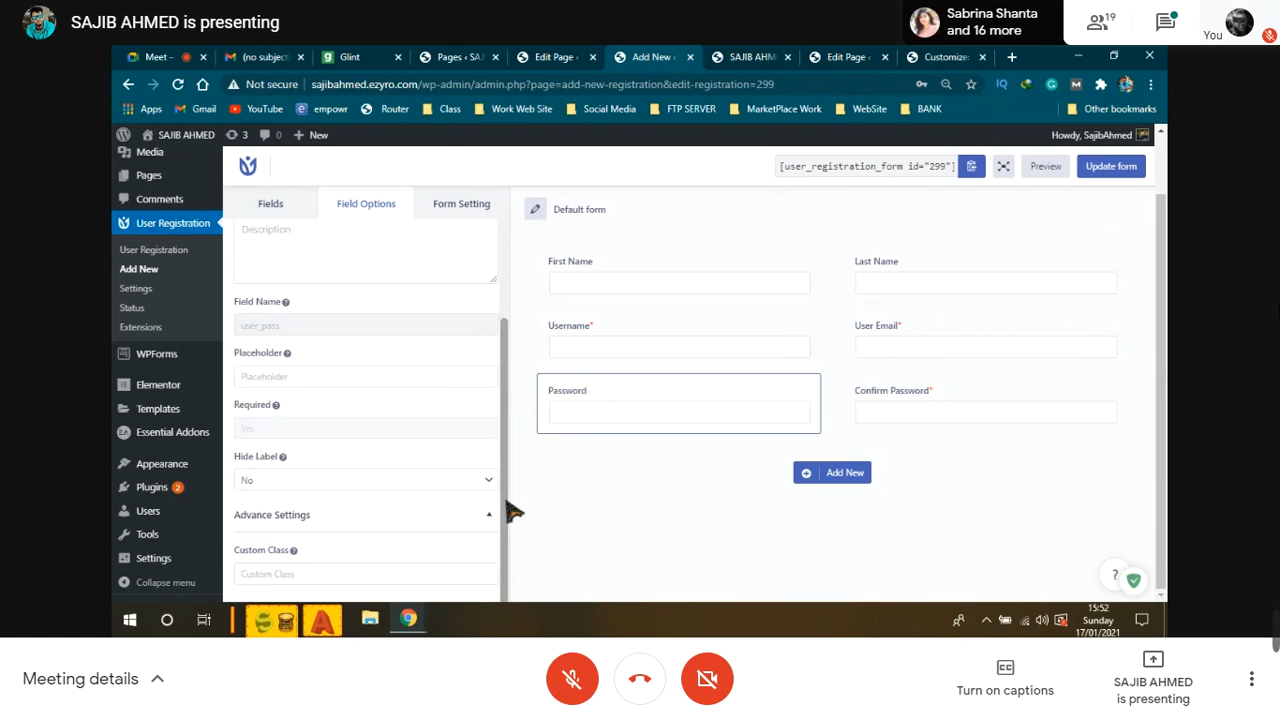 SAJIB AHMED is presenting
Sabrina Shanta
and 16 more
19
You
Meet –
(no subject
Glint
Pages ‹ SA
Edit Page ‹
Add New ‹
SAJIB AHM
Edit Page ‹
Customize:
Not secure
sajibahmed.ezyro.com/wp-admin/admin.php?page=add-new-registration&edit-registration=299
Apps
Gmail
YouTube
empowr
Router
Class
Work Web Site
Social Media
FTP SERVER
MarketPlace Work
WebSite
BANK
Other bookmarks
SAJIB AHMED
3
0
New
Howdy, SajibAhmed
Media
Pages
Comments
User Registration
User Registration
Add New
Settings
Status
Extensions
WPForms
Elementor
Templates
Essential Addons
Appearance
Plugins 2
Users
Tools
Settings
Collapse menu
[user_registration_form id="299"]
Preview
Update form
Fields
Field Options
Form Setting
Description
Field Name
user_pass
Placeholder
Placeholder
Required
Yes
Hide Label
No
Advance Settings
Custom Class
Custom Class
Default form
First Name
Last Name
Username*
User Email*
Password
Confirm Password*
Add New
?
15:52
Sunday
17/01/2021
Meeting details
Turn on captions
SAJIB AHMED
is presenting